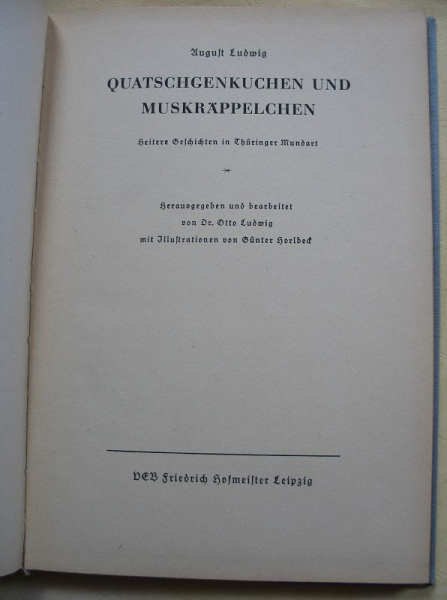 August Ludwig
QUATSCHGENKUCHEN UND
MUSKRÄPPELCHEN
Heitere Geschichten in Thüringer Mundart
*
Herausgegeben und bearbeitet
von Dr. Otto Ludwig
mit Illustrationen von Günter Horlbeck
VEB Friedrich Hofmeister Leipzig